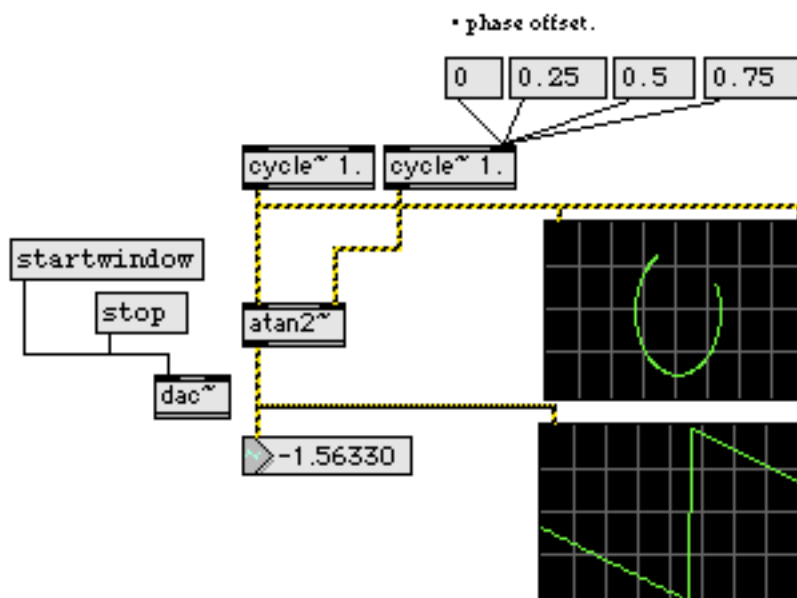 • phase offset.
0 0.25 0.5 0.75
cycle~ 1. cycle~ 1.
startwindow
stop
atan2~
dac~
-1.56330